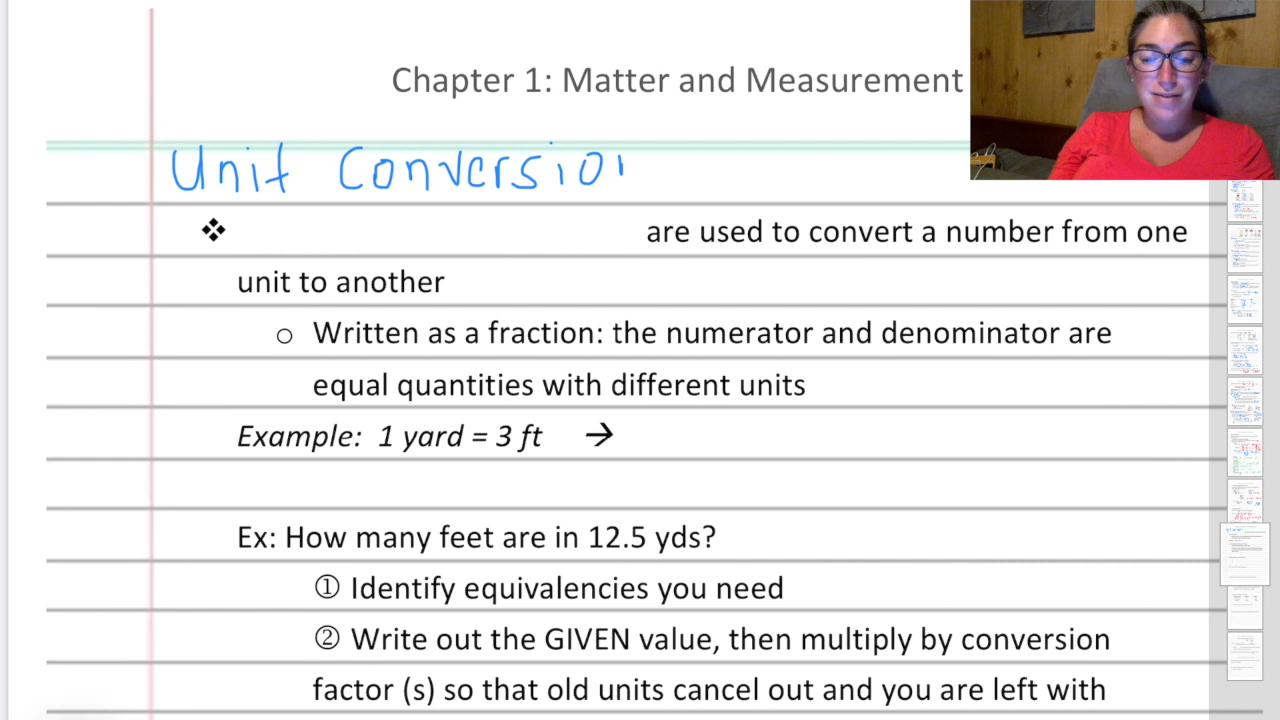 Chapter 1: Matter and Measurement
Unit Conversion
❖ are used to convert a number from one
unit to another
o Written as a fraction: the numerator and denominator are
equal quantities with different units
Example: 1 yard = 3 ft →
Ex: How many feet are in 12.5 yds?
① Identify equivalencies you need
② Write out the GIVEN value, then multiply by conversion
factor (s) so that old units cancel out and you are left with